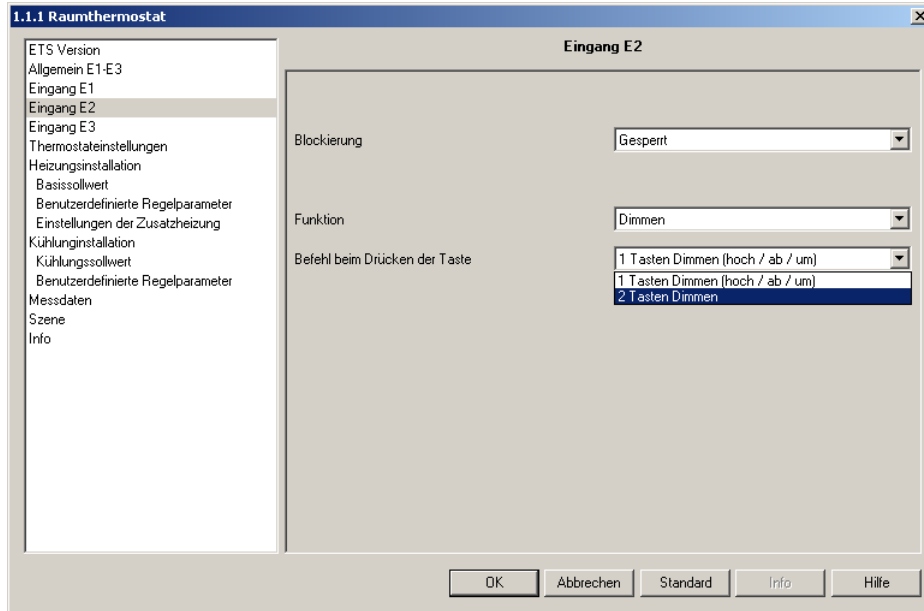 1.1.1 Raumthermostat
ETS Version
Allgemein E1-E3
Eingang E1
Eingang E2
Eingang E3
Thermostateinstellungen
Heizungsinstallation
Basissollwert
Benutzerdefinierte Regelparameter
Einstellungen der Zusatzheizung
Kühlunginstallation
Kühlungssollwert
Benutzerdefinierte Regelparameter
Messdaten
Szene
Info
Eingang E2
Blockierung Gesperrt
Funktion Dimmen
Befehl beim Drücken der Taste 1 Tasten Dimmen (hoch / ab / um)
1 Tasten Dimmen (hoch / ab / um)
2 Tasten Dimmen
OK Abbrechen Standard Info Hilfe